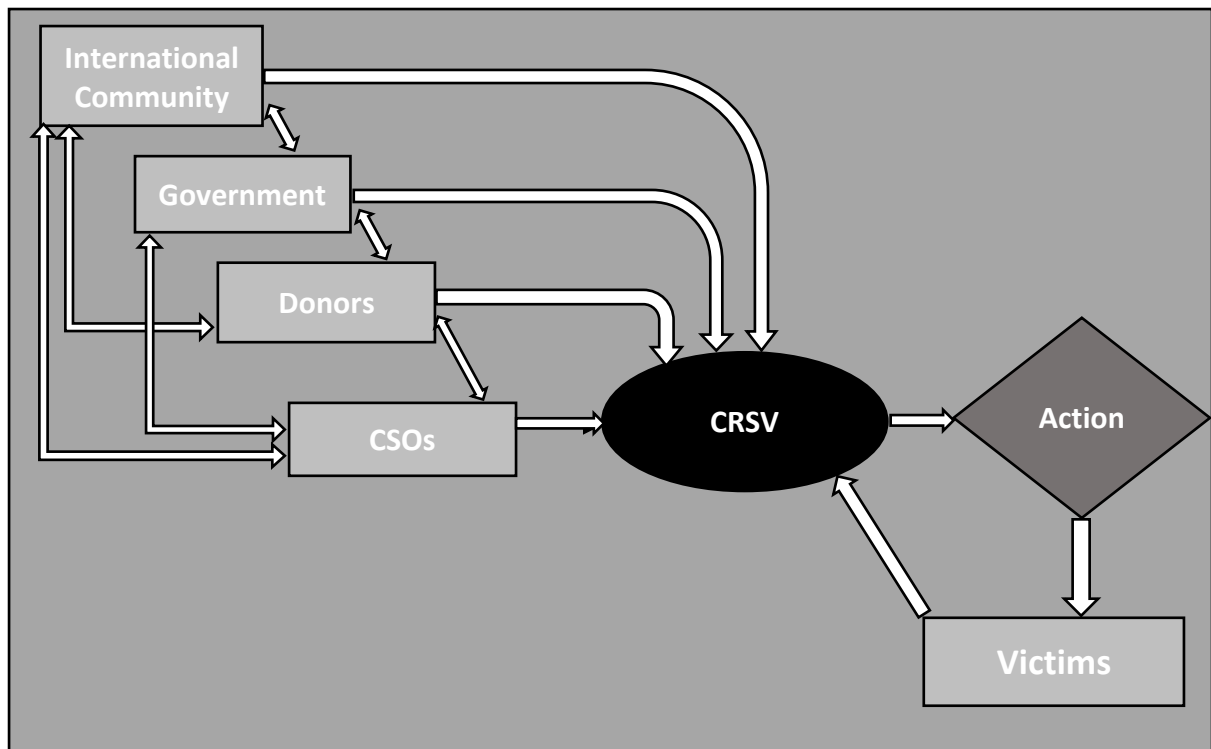 International
Community
Government
Donors
CSOs
CRSV
Action
Victims